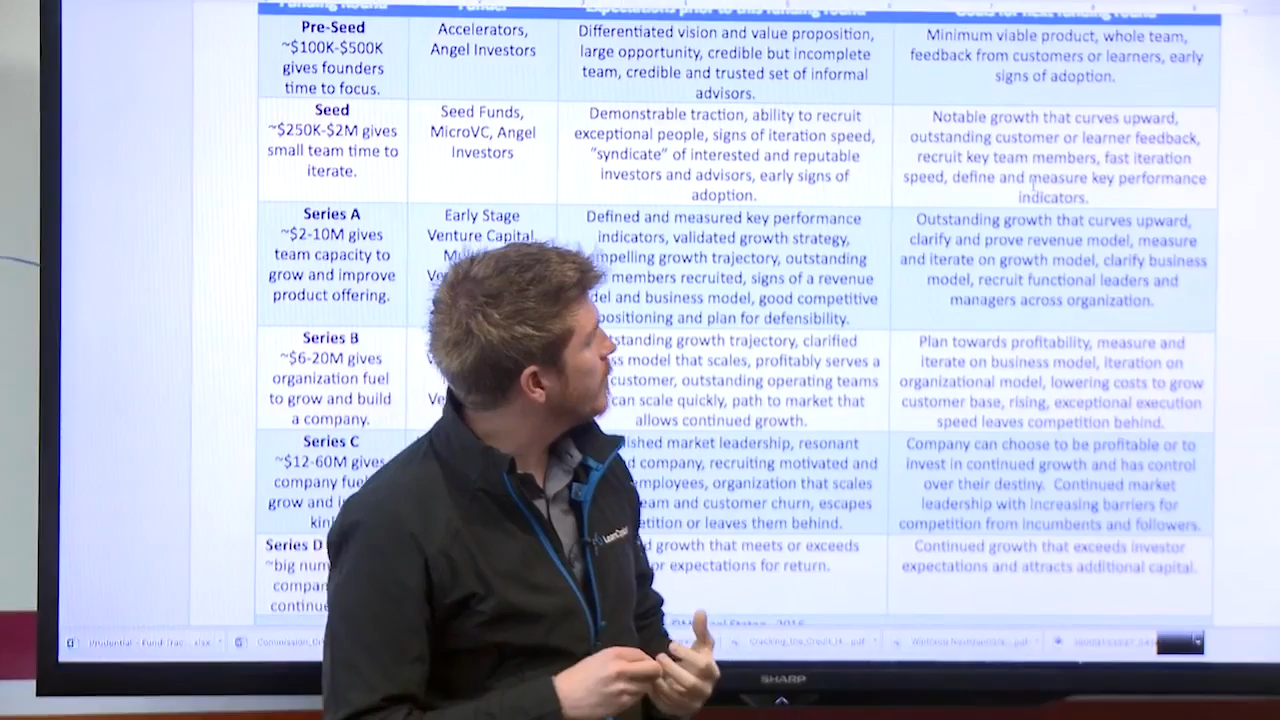 Funding Round
Funder
Expectations prior to this funding round
Goals for next funding round
Pre-Seed
~$100K-$500K
gives founders
time to focus.
Accelerators,
Angel Investors
Differentiated vision and value proposition,
large opportunity, credible but incomplete
team, credible and trusted set of informal
advisors.
Minimum viable product, whole team,
feedback from customers or learners, early
signs of adoption.
Seed
~$250K-$2M gives
small team time to
iterate.
Seed Funds,
MicroVC, Angel
Investors
Demonstrable traction, ability to recruit
exceptional people, signs of iteration speed,
"syndicate" of interested and reputable
investors and advisors, early signs of
adoption.
Notable growth that curves upward,
outstanding customer or learner feedback,
recruit key team members, fast iteration
speed, define and measure key performance
indicators.
Series A
~$2-10M gives
team capacity to
grow and improve
product offering.
Early Stage
Venture Capital,
Defined and measured key performance
indicators, validated growth strategy,
growth trajectory, outstanding
members recruited, signs of a revenue
and business model, good competitive
positioning and plan for defensibility.
Outstanding growth that curves upward,
clarify and prove revenue model, measure
and iterate on growth model, clarify business
model, recruit functional leaders and
managers across organization.
Series B
~$6-20M gives
organization fuel
to grow and build
a company.
growth trajectory, clarified
model that scales, profitably serves a
customer, outstanding operating teams
can scale quickly, path to market that
allows continued growth.
Plan towards profitability, measure and
iterate on business model, iteration on
organizational model, lowering costs to grow
customer base, rising, exceptional execution
speed leaves competition behind.
Series C
~$12-60M gives
company
grow and
market leadership, resonant
company, recruiting motivated and
employees, organization that scales
and customer churn, escapes
or leaves them behind.
Company can choose to be profitable or to
invest in continued growth and has control
over their destiny. Continued market
leadership with increasing barriers for
competition from incumbents and followers.
Series D
~big
growth that meets or exceeds
expectations for return.
Continued growth that exceeds investor
expectations and attracts additional capital.
2016
SHARP